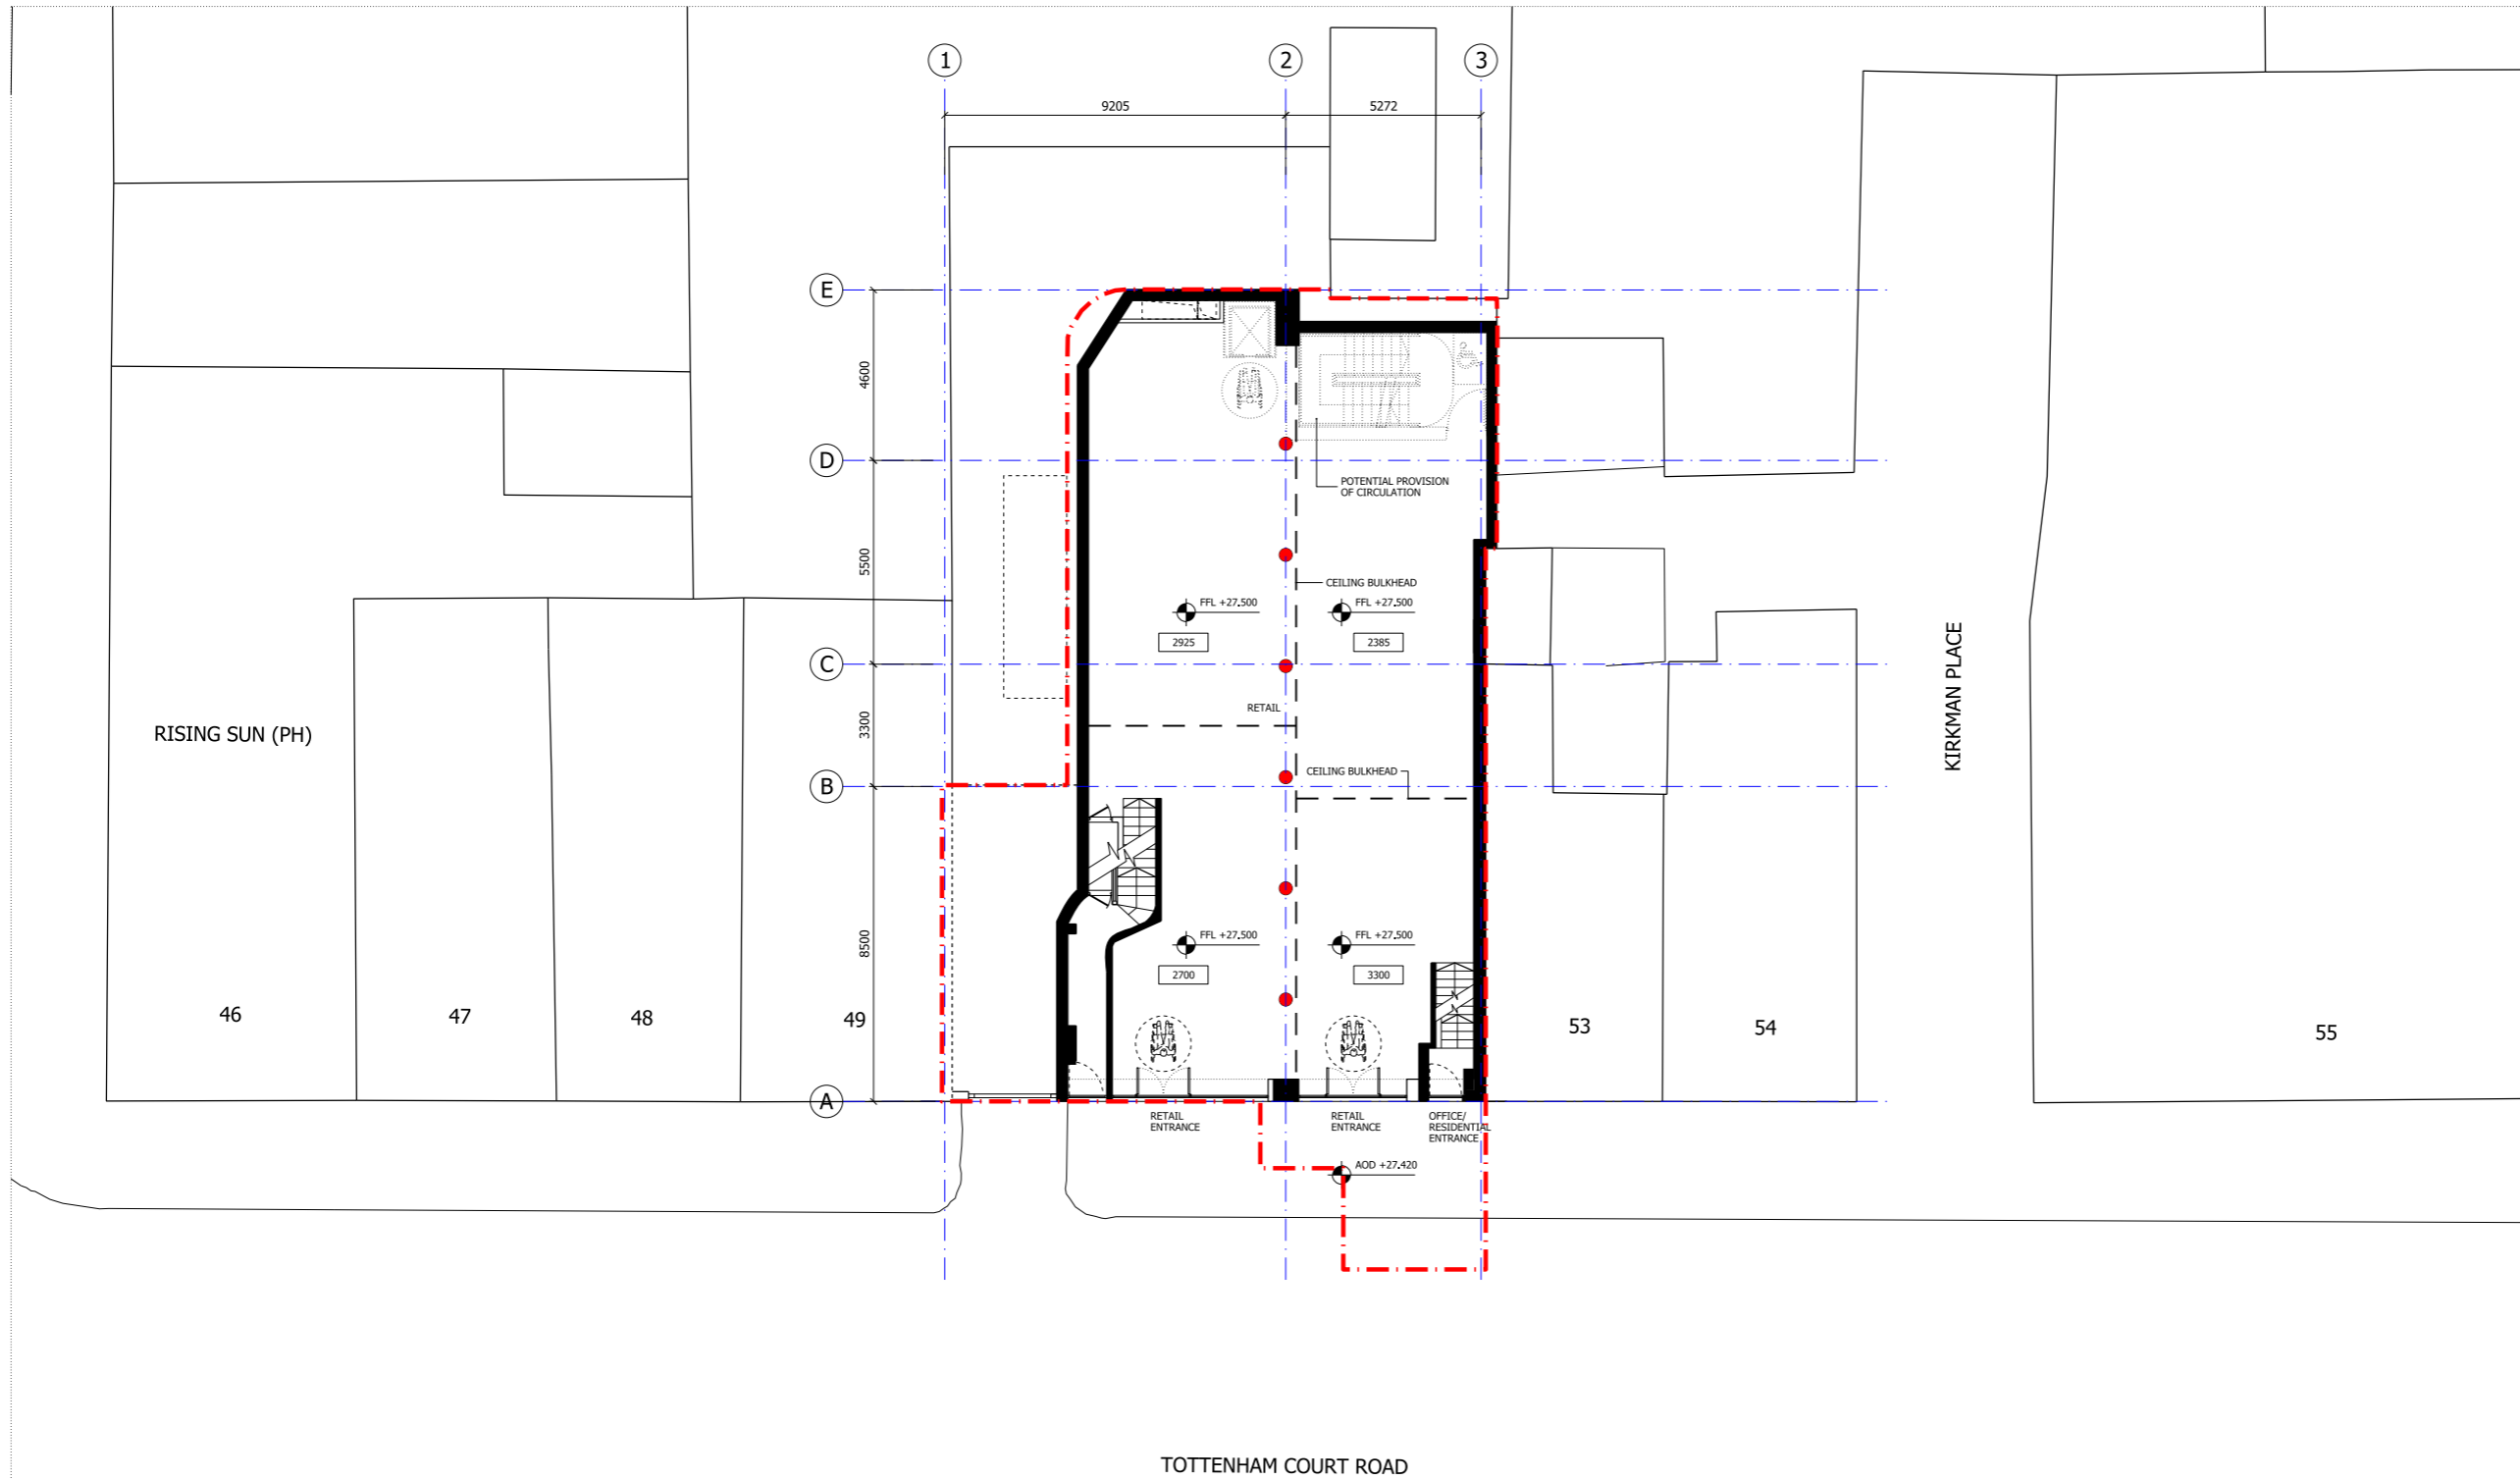 1
2
3
9205
5272
E
4600
D
POTENTIAL PROVISION
OF CIRCULATION
5500
CEILING BULKHEAD
FFL +27.500
FFL +27.500
2925
2385
C
KIRKMAN PLACE
RETAIL
3300
RISING SUN (PH)
CEILING BULKHEAD
B
8500
FFL +27.500
FFL +27.500
2700
3300
46
47
48
49
53
54
55
A
RETAIL
ENTRANCE
RETAIL
ENTRANCE
OFFICE/
RESIDENTIAL
ENTRANCE
AOD +27.420
TOTTENHAM COURT ROAD